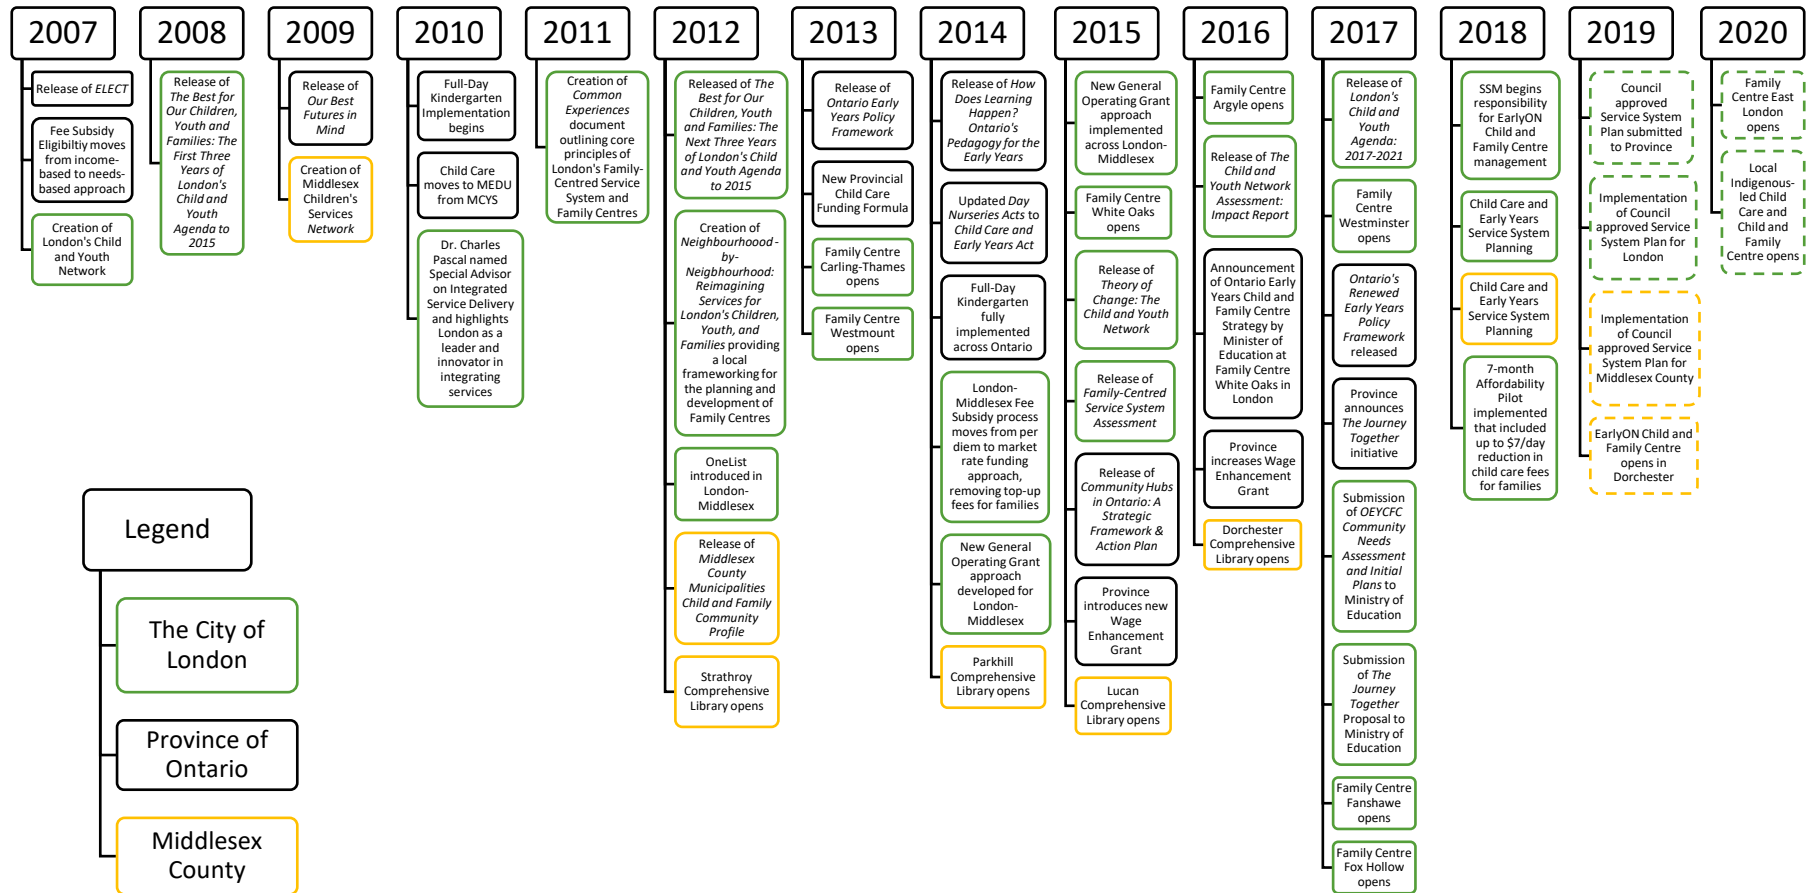 2007
Release of ELECT
Fee Subsidy
Eligibiltiy moves
from income-
based to needs-
based approach
Creation of
London's Child
and Youth
Network
2008
Release of
The Best for
Our Children,
Youth and
Families: The
First Three
Years of
London's
Child and
Youth
Agenda to
2015
2009
Release of
Our Best
Futures in
Mind
Creation of
Middlesex
Children's
Services
Network
2010
Full-Day
Kindergarten
Implementation
begins
Child Care
moves to MEDU
from MCYS
Dr. Charles
Pascal named
Special Advisor
on Integrated
Service Delivery
and highlights
London as a
leader and
innovator in
integrating
services
2011
Creation of
Common
Experiences
document
outlining core
principles of
London's Family-
Centred Service
System and
Family Centres
2012
Released of The
Best for Our
Children, Youth
and Families: The
Next Three Years
of London's Child
and Youth Agenda
to 2015
Creation of
Neighbourhoood -
by-
Neigbhourhood:
Reimagining
Services for
London's Children,
Youth, and
Families providing
a local
frameworking for
the planning and
development of
Family Centres
OneList
introduced in
London-
Middlesex
Release of
Middlesex
County
Municipalities
Child and Family
Community
Profile
Strathroy
Comprehensive
Library opens
2013
Release of
Ontario Early
Years Policy
Framework
New Provincial
Child Care
Funding Formula
Family Centre
Carling-Thames
opens
Family Centre
Westmount
opens
2014
Release of How
Does Learning
Happen?
Ontario's
Pedagogy for the
Early Years
Updated Day
Nurseries Acts to
Child Care and
Early Years Act
Full-Day
Kindergarten
fully
implemented
across Ontario
London-
Middlesex Fee
Subsidy process
moves from per
diem to market
rate funding
approach,
removing top-up
fees for families
New General
Operating Grant
approach
developed for
London-
Middlesex
Parkhill
Comprehensive
Library opens
2015
New General
Operating Grant
approach
implemented
across London-
Middlesex
Family Centre
White Oaks
opens
Release of
Theory of
Change: The
Child and Youth
Network
Release of
Family-Centred
Service System
Assessment
Release of
Community Hubs
in Ontario: A
Strategic
Framework &
Action Plan
Province
introduces new
Wage
Enhancement
Grant
Lucan
Comprehensive
Library opens
2016
Family Centre
Argyle opens
Release of The
Child and
Youth Network
Assessment:
Impact Report
Announcement
of Ontario Early
Years Child and
Family Centre
Strategy by
Minister of
Education at
Family Centre
White Oaks in
London
Province
increases Wage
Enhancement
Grant
Dorchester
Comprehensive
Library opens
2017
Release of
London's
Child and
Youth
Agenda:
2017-2021
Family
Centre
Westminster
opens
Ontario's
Renewed
Early Years
Policy
Framework
released
Province
announces
The Journey
Together
initiative
Submission
of OEYCFC
Community
Needs
Assessment
and Initial
Plans to
Ministry of
Education
Submission
of The
Journey
Together
Proposal to
Ministry of
Education
Family Centre
Fanshawe
opens
Family Centre
Fox Hollow
opens
2018
SSM begins
responsibility
for EarlyON
Child and
Family Centre
management
Child Care and
Early Years
Service System
Planning
Child Care and
Early Years
Service System
Planning
7-month
Affordability
Pilot
implemented
that included
up to $7/day
reduction in
child care fees
for families
2019
Council
approved
Service System
Plan submitted
to Province
Implementation
of Council
approved Service
System Plan for
London
Implementation
of Council
approved Service
System Plan for
Middlesex County
EarlyON Child and
Family Centre
opens in
Dorchester
2020
Family
Centre East
London
opens
Local
Indigenous-
led Child
Care and
Child and
Family
Centre opens
Legend
The City of
London
Province of
Ontario
Middlesex
County